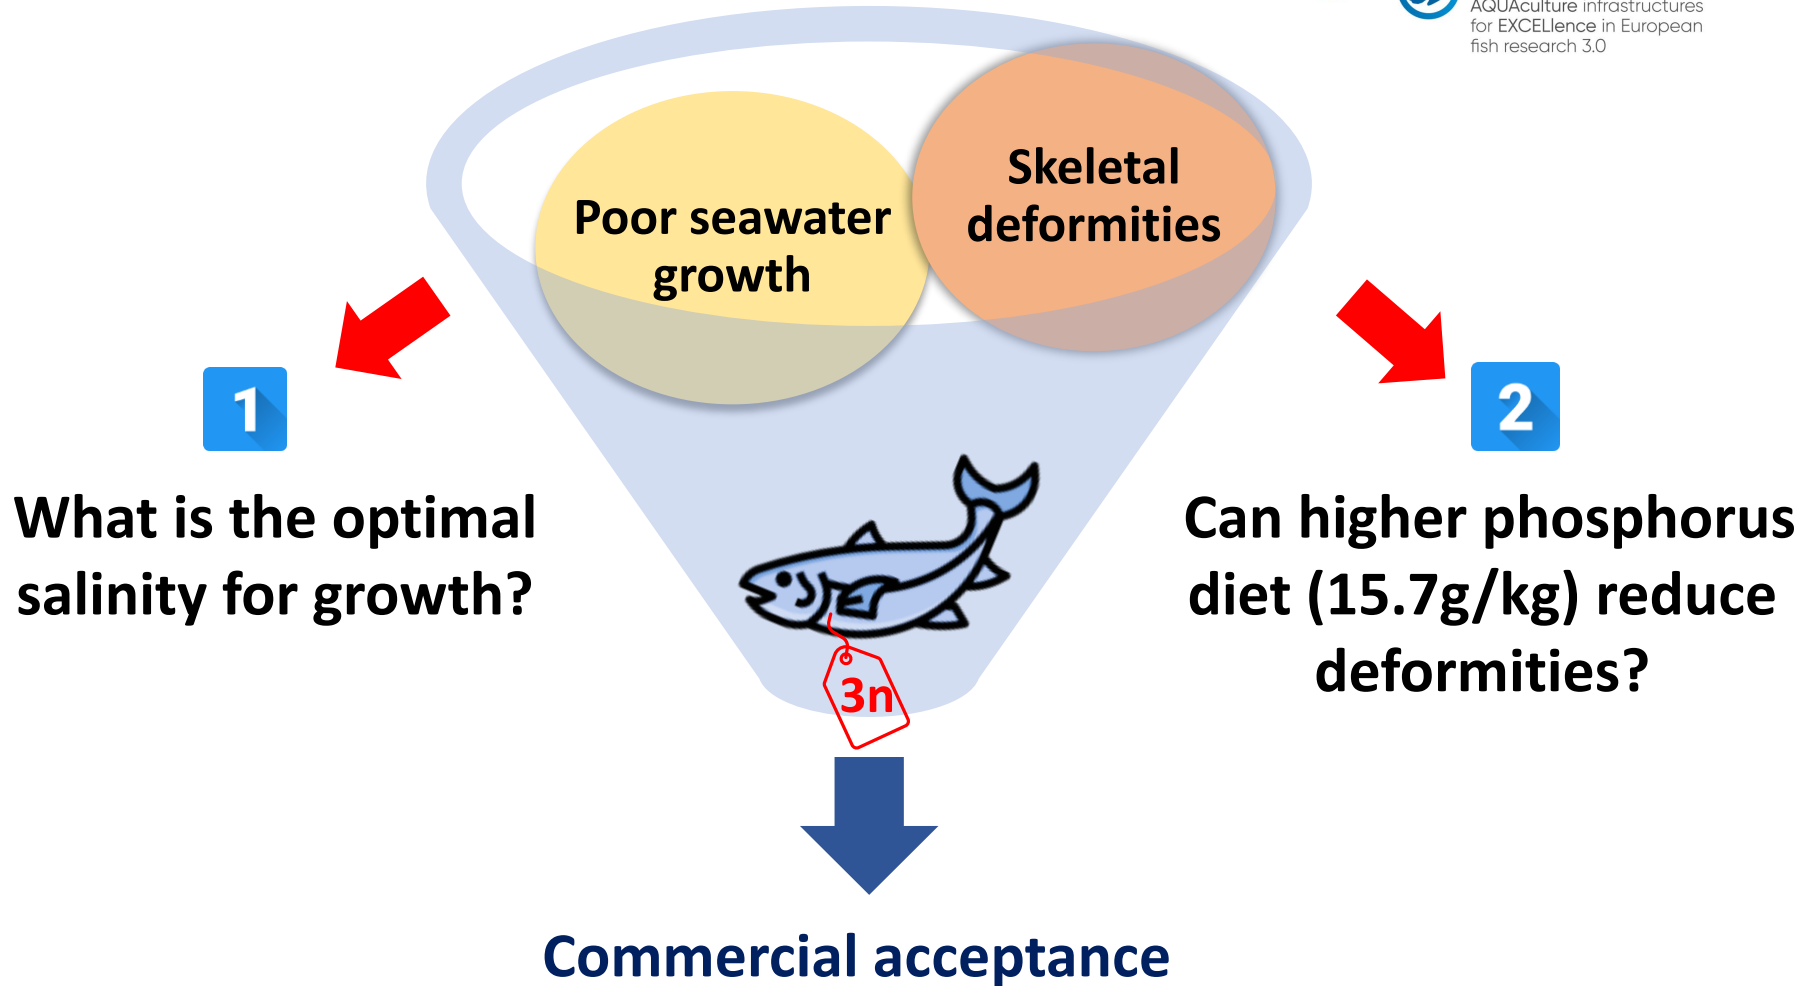 AQUAculture infrastructures
for EXCELlence in European
fish research 3.0
Skeletal
deformities
Poor seawater
growth
1
2
What is the optimal
salinity for growth?
Can higher phosphorus
diet (15.7g/kg) reduce
deformities?
3n
Commercial acceptance